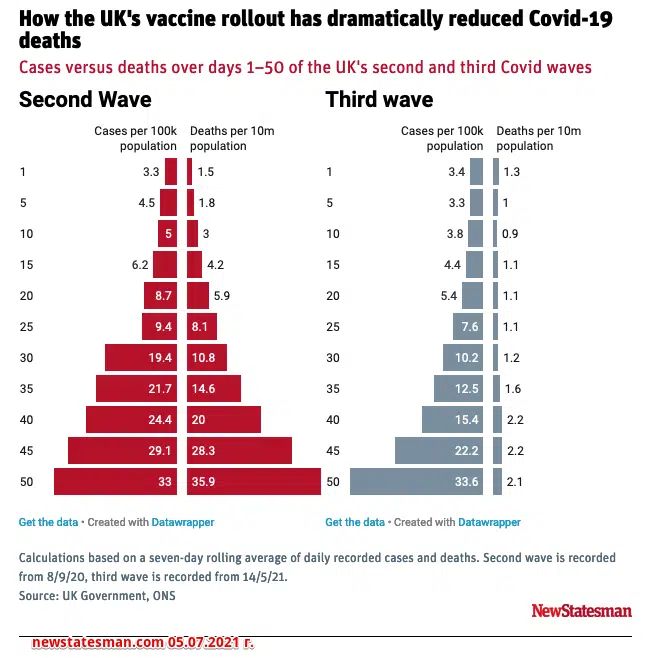 How the UK's vaccine rollout has dramatically reduced Covid-19
deaths
Cases versus deaths over days 1–50 of the UK's second and third Covid waves
Second Wave
Cases per 100k population
Deaths per 10m population
1 3.3 1.5
5 4.5 1.8
10 5 3
15 6.2 4.2
20 8.7 5.9
25 9.4 8.1
30 19.4 10.8
35 21.7 14.6
40 24.4 20
45 29.1 28.3
50 33 35.9
Get the data • Created with Datawrapper
Third wave
Cases per 100k population
Deaths per 10m population
1 3.4 1.3
5 3.3 1
10 3.8 0.9
15 4.4 1.1
20 5.4 1.1
25 7.6 1.1
30 10.2 1.2
35 12.5 1.6
40 15.4 2.2
45 22.2 2.2
50 33.6 2.1
Get the data • Created with Datawrapper
Calculations based on a seven-day rolling average of daily recorded cases and deaths. Second wave is recorded
from 8/9/20, third wave is recorded from 14/5/21.
Source: UK Government, ONS
NewStatesman
newstatesman.com 05.07.2021 г.